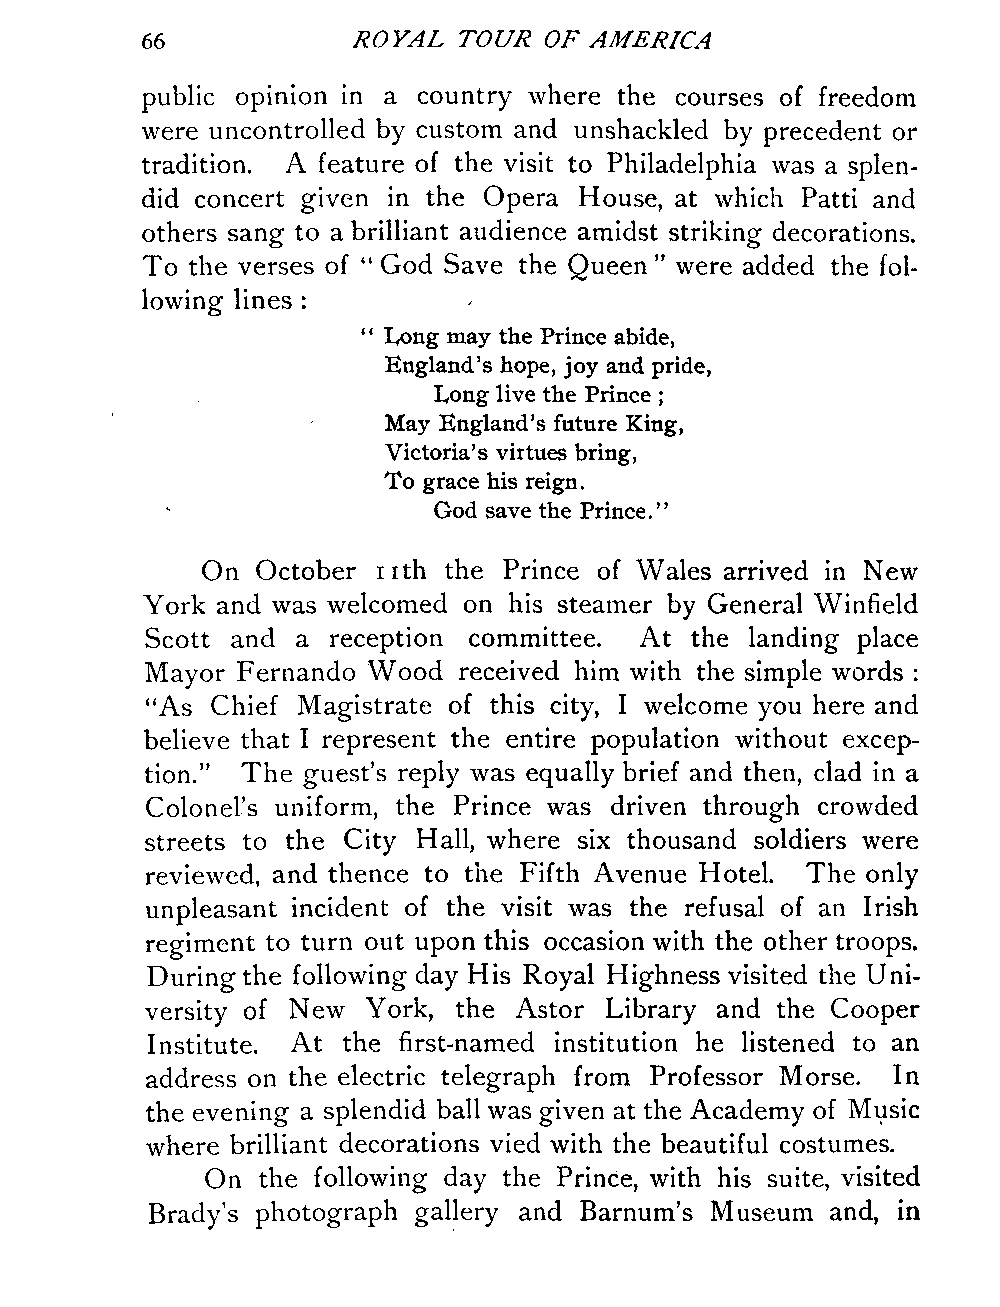 66 ROYAL TOUR OF AMERICA
public opinion in a country where the courses of freedom
were uncontrolled by custom and unshackled by precedent or
tradition. A feature of the visit to Philadelphia was a splen-
did concert given in the Opera House, at which Patti and
others sang to a brilliant audience amidst striking decorations.
To the verses of “ God Save the Queen ” were added the fol-
lowing lines :
“ Long may the Prince abide,
England’s hope, joy and pride,
Long live the Prince ;
May England’s future King,
Victoria’s virtues bring,
To grace his reign.
God save the Prince.”
On October 11th the Prince of Wales arrived in New
York and was welcomed on his steamer by General Winfield
Scott and a reception committee. At the landing place
Mayor Fernando Wood received him with the simple words :
“As Chief Magistrate of this city, I welcome you here and
believe that I represent the entire population without excep-
tion.” The guest’s reply was equally brief and then, clad in a
Colonel’s uniform, the Prince was driven through crowded
streets to the City Hall, where six thousand soldiers were
reviewed, and thence to the Fifth Avenue Hotel. The only
unpleasant incident of the visit was the refusal of an Irish
regiment to turn out upon this occasion with the other troops.
During the following day His Royal Highness visited the Uni-
versity of New York, the Astor Library and the Cooper
Institute. At the first-named institution he listened to an
address on the electric telegraph from Professor Morse. In
the evening a splendid ball was given at the Academy of Music
where brilliant decorations vied with the beautiful costumes.
On the following day the Prince, with his suite, visited
Brady’s photograph gallery and Barnum’s Museum and, in